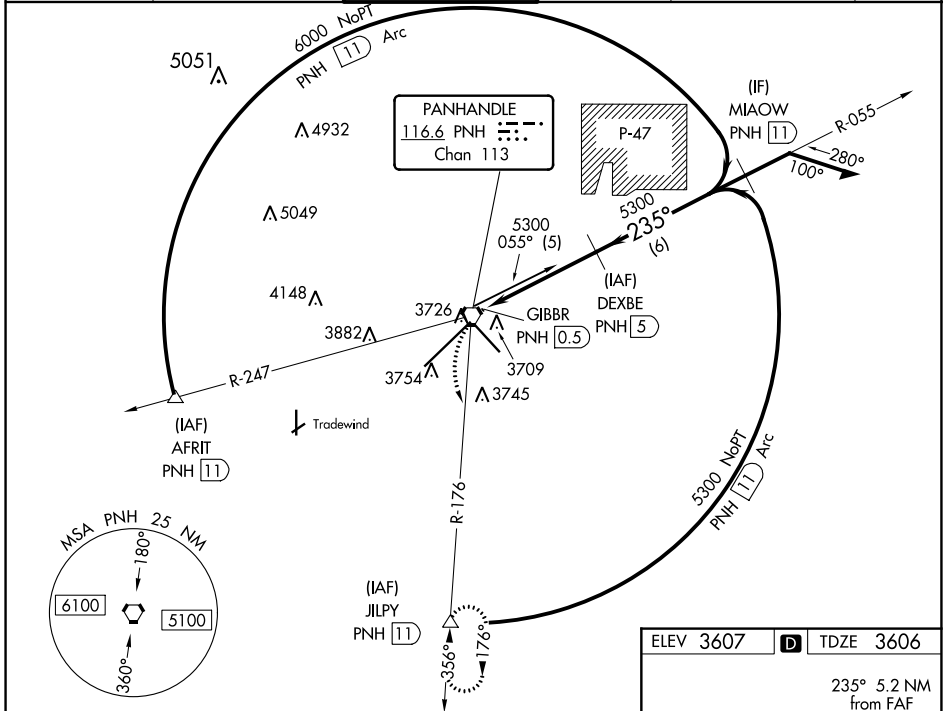 6000 NoPT
PNH 11 Arc
5051
4932
5049
4148
3882
PANHANDLE
116.6 PNH
Chan 113
P-47
(IF)
MIAOW
PNH 11
R-055
280°
100°
5300
235°
(6)
5300
055° (5)
(IAF)
DEXBE
PNH 5
GIBBR
PNH 0.5
3726
3709
3754
3745
R-247
(IAF)
AFRIT
PNH 11
Tradewind
R-176
5300 NoPT
PNH 11 Arc
(IAF)
JILPY
PNH 11
356°
176°
MSA PNH 25 NM
180°
6100
5100
360°
ELEV 3607 D TDZE 3606
235° 5.2 NM
from FAF